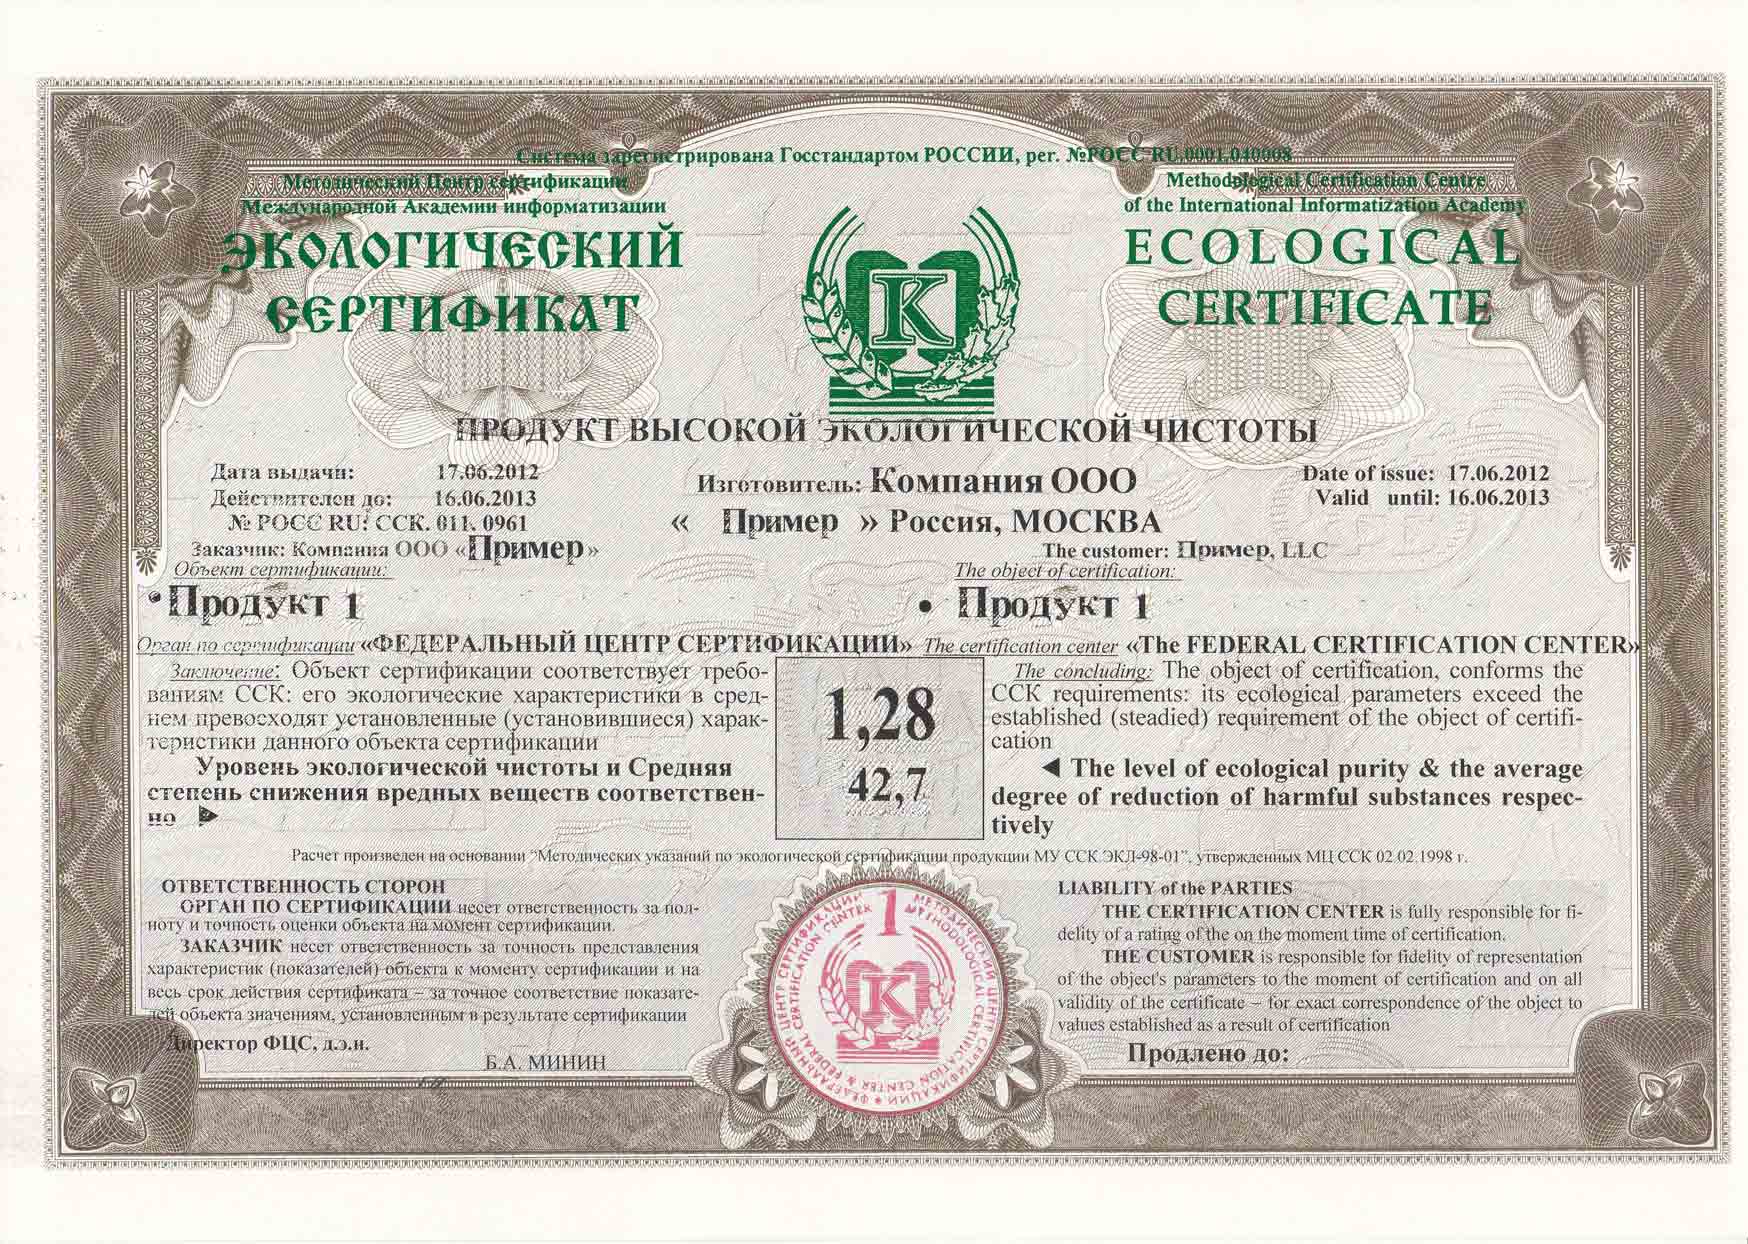 Система зарегистрирована Госстандартом РОССИИ, рег. №РОСС RU.0001.040008
Методический Центр сертификации
Международной Академии информатизации
ЭКОЛОГИЧЕСКИЙ
СЕРТИФИКАТ
Methodological Certification Centre
of the International Informatization Academy
ECOLOGICAL
CERTIFICATE
К
ПРОДУКТ ВЫСОКОЙ ЭКОЛОГИЧЕСКОЙ ЧИСТОТЫ
Дата выдачи: 17.06.2012
Действителен до: 16.06.2013
№ РОСС RU. ССК. 011. 0961
Заказчик: Компания ООО «Пример»
Объект сертификации:
• Продукт 1
Изготовитель: Компания ООО
« Пример » Россия, МОСКВА
Date of issue: 17.06.2012
Valid until: 16.06.2013
The customer: Пример, LLC
The object of certification:
• Продукт 1
Орган по сертификации «ФЕДЕРАЛЬНЫЙ ЦЕНТР СЕРТИФИКАЦИИ»
The certification center «The FEDERAL CERTIFICATION CENTER»
Заключение: Объект сертификации соответствует требо-
ваниям ССК: его экологические характеристики в сред-
нем превосходят установленные (установившиеся) харак-
теристики данного объекта сертификации
Уровень экологической чистоты и Средняя
степень снижения вредных веществ соответствен-
но ►
1,28
42,7
The concluding: The object of certification, conforms the
ССК requirements: its ecological parameters exceed the
established (steadied) requirement of the object of certifi-
cation
◄ The level of ecological purity & the average
degree of reduction of harmful substances respec-
tively
Расчет произведен на основании "Методических указаний по экологической сертификации продукции МУ ССК ЭКЛ-98-01", утвержденных МЦ ССК 02.02.1998 г.
ОТВЕТСТВЕННОСТЬ СТОРОН
ОРГАН ПО СЕРТИФИКАЦИИ несет ответственность за пол-
ноту и точность оценки объекта на момент сертификации.
ЗАКАЗЧИК несет ответственность за точность представления
характеристик (показателей) объекта к моменту сертификации и на
весь срок действия сертификата – за точное соответствие показате-
лей объекта значениям, установленным в результате сертификации
Директор ФЦС, д.э.н.
Б.А. МИНИН
LIABILITY of the PARTIES
THE CERTIFICATION CENTER is fully responsible for fi-
delity of a rating of the on the moment time of certification.
THE CUSTOMER is responsible for fidelity of representation
of the object's parameters to the moment of certification and on all
validity of the certificate – for exact correspondence of the object to
values established as a result of certification
Продлено до:
1
МЕТОДИЧЕСКИЙ ЦЕНТР СЕРТИФИКАЦИИ * ФЕДЕРАЛЬНЫЙ ЦЕНТР СЕРТИФИКАЦИИ
METHODOLOGICAL CERTIFICATION CENTER & FEDERAL CERTIFICATION CENTER
К